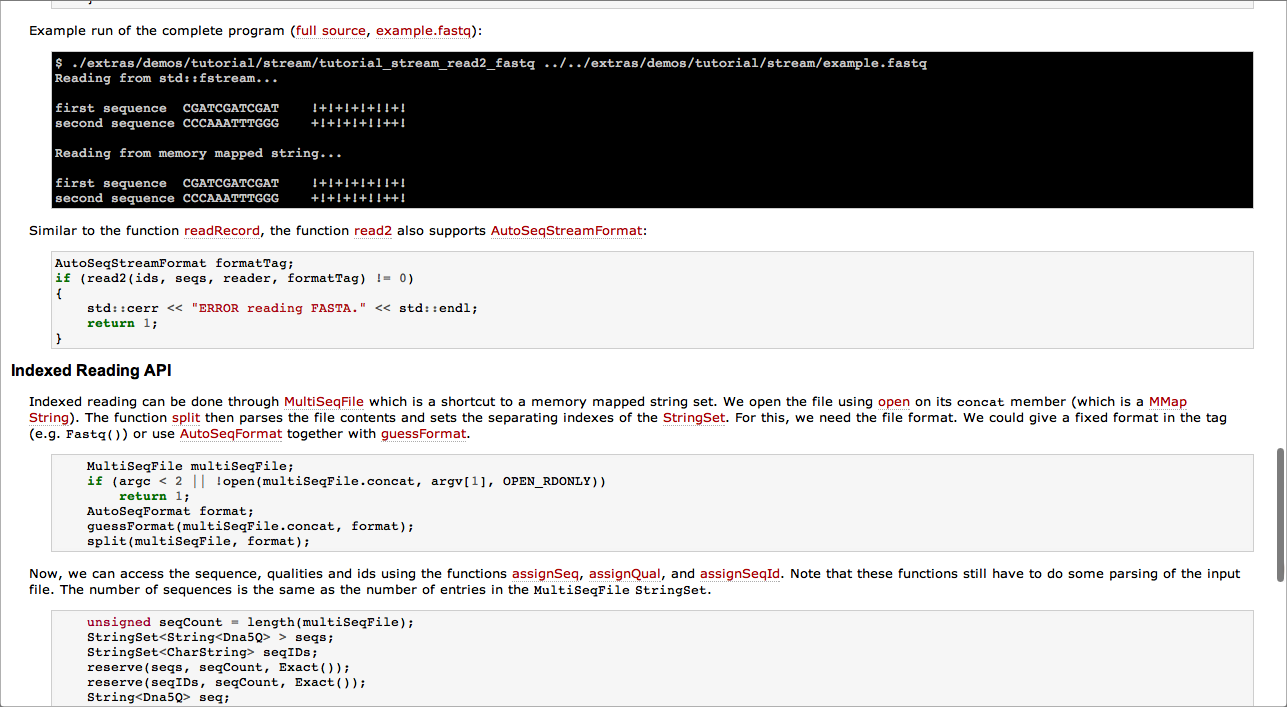 Example run of the complete program (full source, example.fastq):
$ ./extras/demos/tutorial/stream/tutorial_stream_read2_fastq ../../extras/demos/tutorial/stream/example.fastq
Reading from std::fstream...
first sequence  CGATCGATCGAT    !+!+!+!+!!+!
second sequence CCCAAATTTGGG    +!+!+!+!!++!
Reading from memory mapped string...
first sequence  CGATCGATCGAT    !+!+!+!+!!+!
second sequence CCCAAATTTGGG    +!+!+!+!!++!
Similar to the function readRecord, the function read2 also supports AutoSeqStreamFormat:
AutoSeqStreamFormat formatTag;
if (read2(ids, seqs, reader, formatTag) != 0)
{
    std::cerr << "ERROR reading FASTA." << std::endl;
    return 1;
}
Indexed Reading API
Indexed reading can be done through MultiSeqFile which is a shortcut to a memory mapped string set. We open the file using open on its concat member (which is a MMap
String). The function split then parses the file contents and sets the separating indexes of the StringSet. For this, we need the file format. We could give a fixed format in the tag
(e.g. Fastq()) or use AutoSeqFormat together with guessFormat.
    MultiSeqFile multiSeqFile;
    if (argc < 2 || !open(multiSeqFile.concat, argv[1], OPEN_RDONLY))
        return 1;
    AutoSeqFormat format;
    guessFormat(multiSeqFile.concat, format);
    split(multiSeqFile, format);
Now, we can access the sequence, qualities and ids using the functions assignSeq, assignQual, and assignSeqId. Note that these functions still have to do some parsing of the input
file. The number of sequences is the same as the number of entries in the MultiSeqFile StringSet.
    unsigned seqCount = length(multiSeqFile);
    StringSet<String<Dna5Q> > seqs;
    StringSet<CharString> seqIDs;
    reserve(seqs, seqCount, Exact());
    reserve(seqIDs, seqCount, Exact());
    String<Dna5Q> seq;